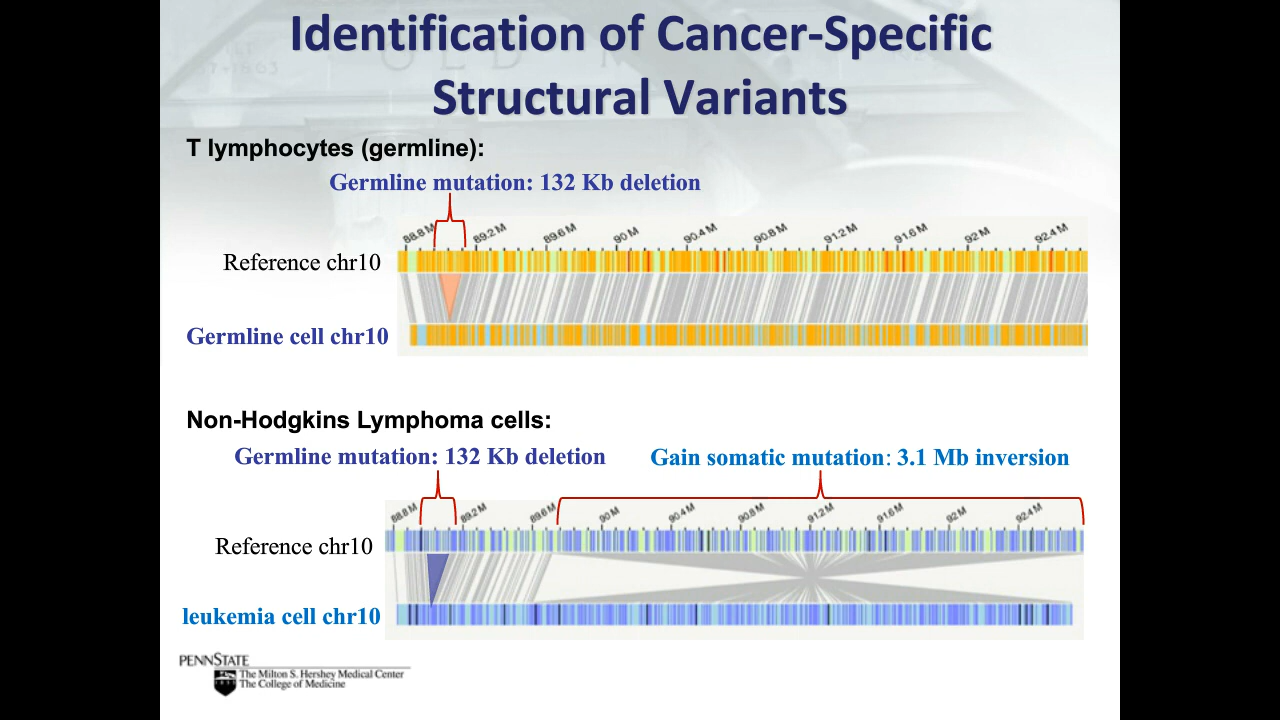 Identification of Cancer-Specific
Structural Variants
T lymphocytes (germline):
Germline mutation: 132 Kb deletion
88.8 M 89.2 M 89.6 M 90 M 90.4 M 90.8 M 91.2 M 91.6 M 92 M 92.4 M
Reference chr10
Germline cell chr10
Non-Hodgkins Lymphoma cells:
Germline mutation: 132 Kb deletion Gain somatic mutation: 3.1 Mb inversion
88.8 M 89.2 M 89.6 M 90 M 90.4 M 90.8 M 91.2 M 91.6 M 92 M 92.4 M
Reference chr10
leukemia cell chr10
PENNSTATE
The Milton S. Hershey Medical Center
The College of Medicine